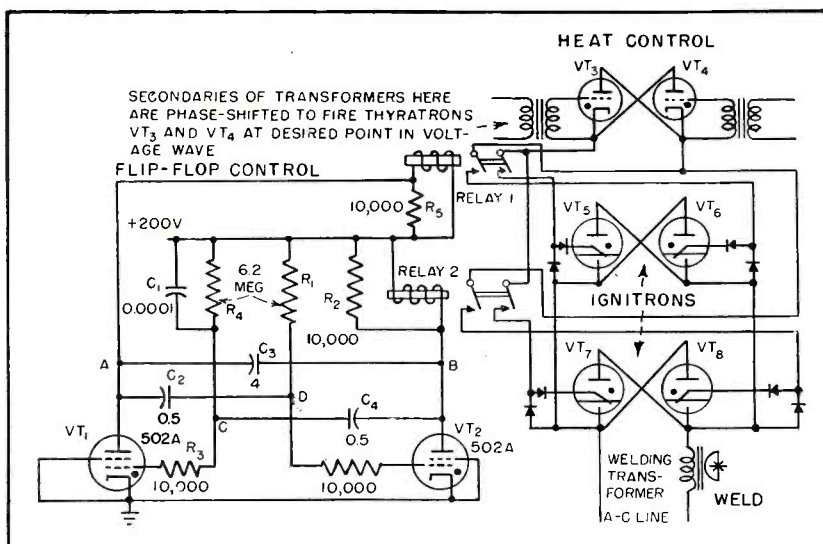 HEAT CONTROL
VT3
VT4
SECONDARIES OF TRANSFORMERS HERE
ARE PHASE-SHIFTED TO FIRE THYRATRONS
VT3 AND VT4 AT DESIRED POINT IN VOLT-
AGE WAVE
FLIP-FLOP CONTROL
10,000
R5
RELAY 1
VT5
VT6
+200V
C1
0.0001
6.2
MEG
R4
R1
R2
10,000
RELAY 2
IGNITRONS
A
C3
4
B
VT7
VT8
C2
0.5
D
C
C4
0.5
VT1
502A
R3
10,000
10,000
VT2
502A
WELDING
TRANS-
FORMER
WELD
A-C LINE